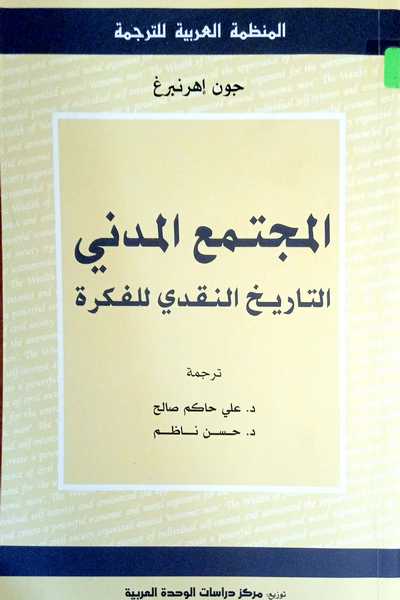 المنظمة العربية للترجمة
جون إهرنبرغ
المجتمع المدني
التاريخ النقدي للفكرة
ترجمة
د. علي حاكم صالح
د. حسن ناظم
توزيع: مركز دراسات الوحدة العربية